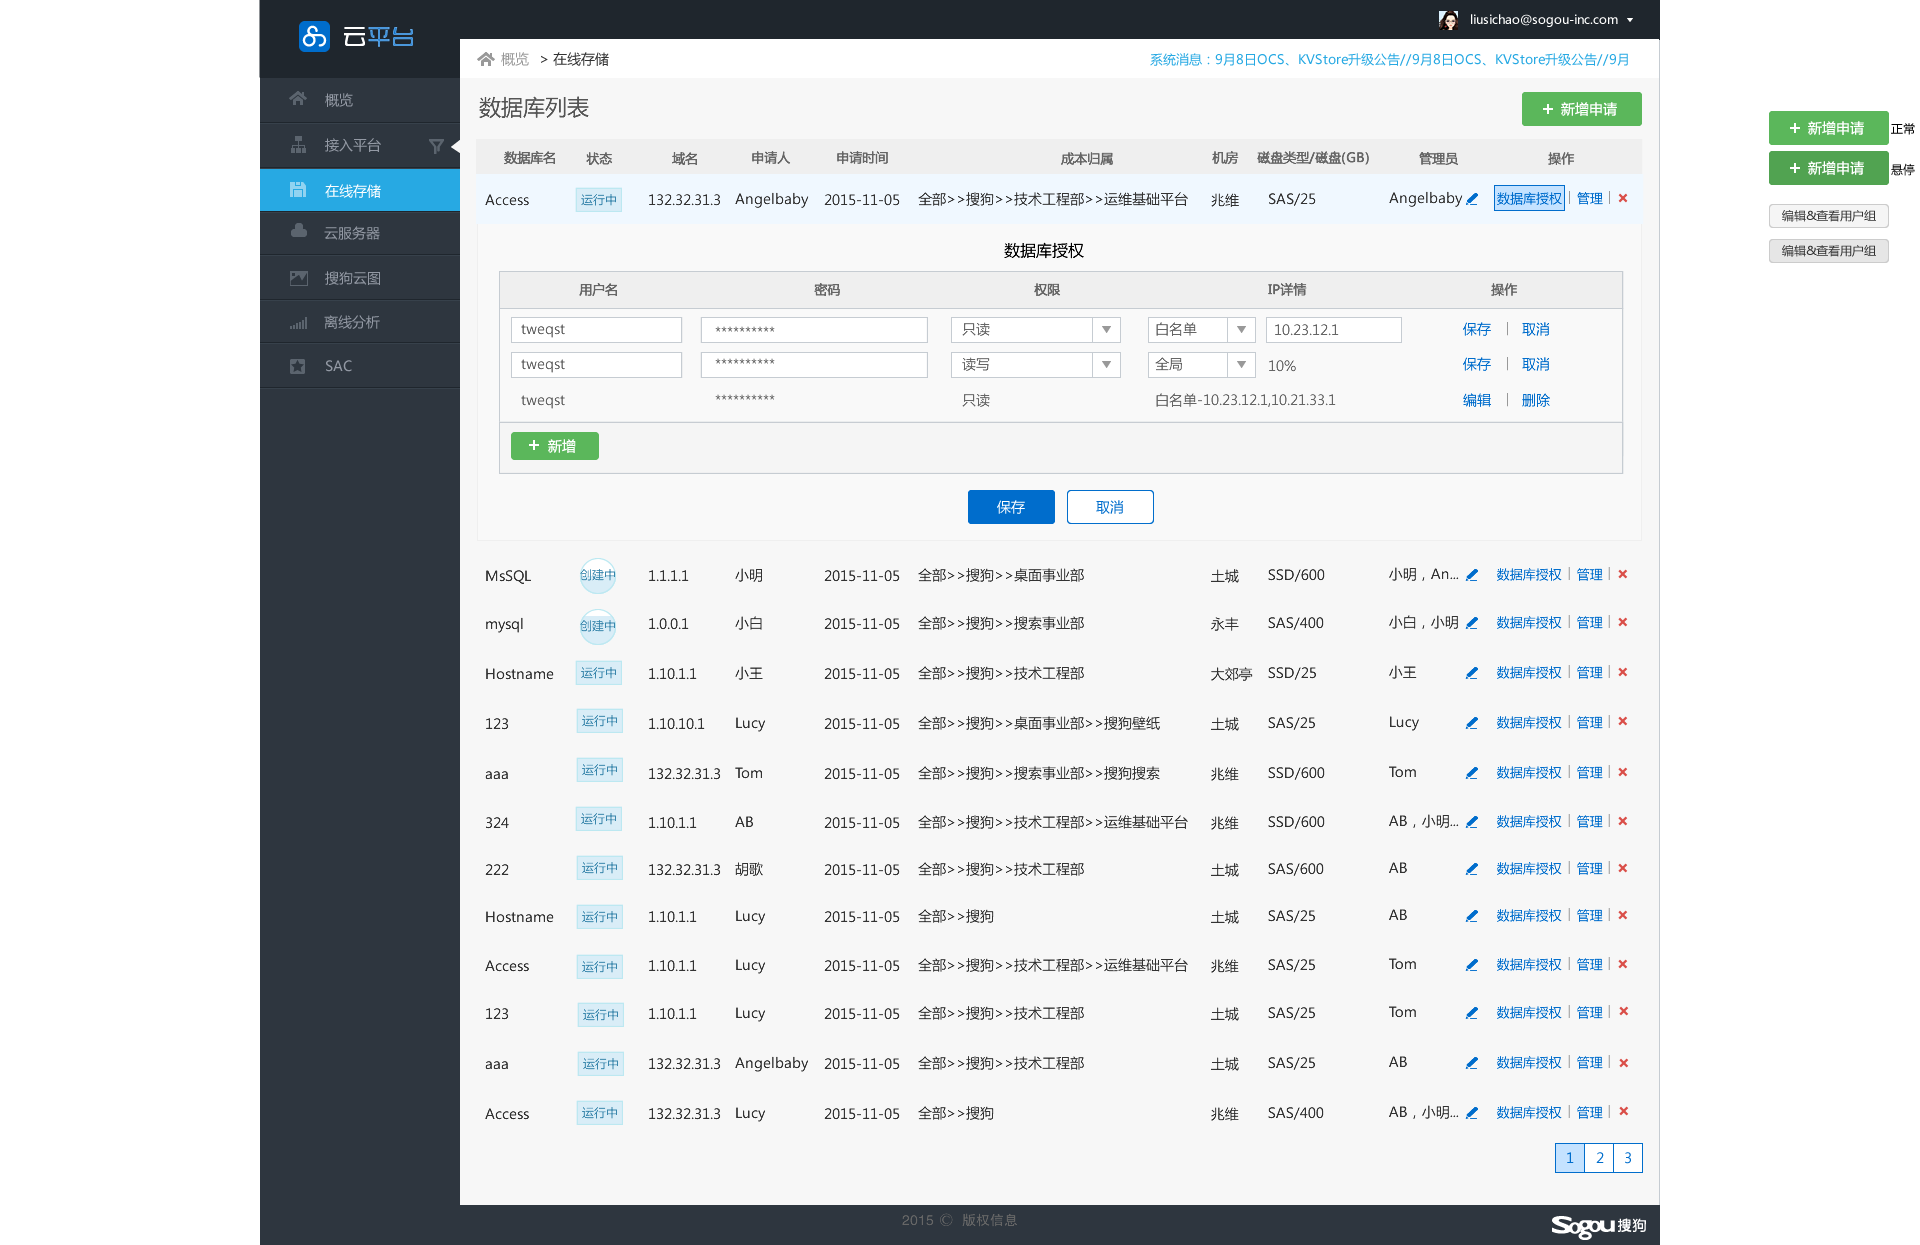 云平台
liusichao@sogou-inc.com
概览 > 在线存储
系统消息：9月8日OCS、KVStore升级公告//9月8日OCS、KVStore升级公告//9月
概览
接入平台
在线存储
云服务器
搜狗云图
离线分析
SAC
数据库列表
+ 新增申请
数据库名 状态 域名 申请人 申请时间 成本归属 机房 磁盘类型/磁盘(GB) 管理员 操作
Access 运行中 132.32.31.3 Angelbaby 2015-11-05 全部>>搜狗>>技术工程部>>运维基础平台 兆维 SAS/25 Angelbaby 数据库授权 | 管理 | ×
数据库授权
用户名 密码 权限 IP详情 操作
tweqst ********** 只读 白名单 10.23.12.1 保存 | 取消
tweqst ********** 读写 全局 10% 保存 | 取消
tweqst ********** 只读 白名单-10.23.12.1,10.21.33.1 编辑 | 删除
+ 新增
保存 取消
MsSQL 创建中 1.1.1.1 小明 2015-11-05 全部>>搜狗>>桌面事业部 土城 SSD/600 小明，An... 数据库授权 | 管理 | ×
mysql 创建中 1.0.0.1 小白 2015-11-05 全部>>搜狗>>搜索事业部 永丰 SAS/400 小白，小明 数据库授权 | 管理 | ×
Hostname 运行中 1.10.1.1 小王 2015-11-05 全部>>搜狗>>技术工程部 大郊亭 SSD/25 小王 数据库授权 | 管理 | ×
123 运行中 1.10.10.1 Lucy 2015-11-05 全部>>搜狗>>桌面事业部>>搜狗壁纸 土城 SAS/25 Lucy 数据库授权 | 管理 | ×
aaa 运行中 132.32.31.3 Tom 2015-11-05 全部>>搜狗>>搜索事业部>>搜狗搜索 兆维 SSD/600 Tom 数据库授权 | 管理 | ×
324 运行中 1.10.1.1 AB 2015-11-05 全部>>搜狗>>技术工程部>>运维基础平台 兆维 SSD/600 AB，小明... 数据库授权 | 管理 | ×
222 运行中 132.32.31.3 胡歌 2015-11-05 全部>>搜狗>>技术工程部 土城 SAS/600 AB 数据库授权 | 管理 | ×
Hostname 运行中 1.10.1.1 Lucy 2015-11-05 全部>>搜狗 土城 SAS/25 AB 数据库授权 | 管理 | ×
Access 运行中 1.10.1.1 Lucy 2015-11-05 全部>>搜狗>>技术工程部>>运维基础平台 兆维 SAS/25 Tom 数据库授权 | 管理 | ×
123 运行中 1.10.1.1 Lucy 2015-11-05 全部>>搜狗>>技术工程部 土城 SAS/25 Tom 数据库授权 | 管理 | ×
aaa 运行中 132.32.31.3 Angelbaby 2015-11-05 全部>>搜狗>>技术工程部 土城 SAS/25 AB 数据库授权 | 管理 | ×
Access 运行中 132.32.31.3 Lucy 2015-11-05 全部>>搜狗 兆维 SAS/400 AB，小明... 数据库授权 | 管理 | ×
1 2 3
2015 © 版权信息
Sogou搜狗
+ 新增申请 正常
+ 新增申请 悬停
编辑&查看用户组
编辑&查看用户组